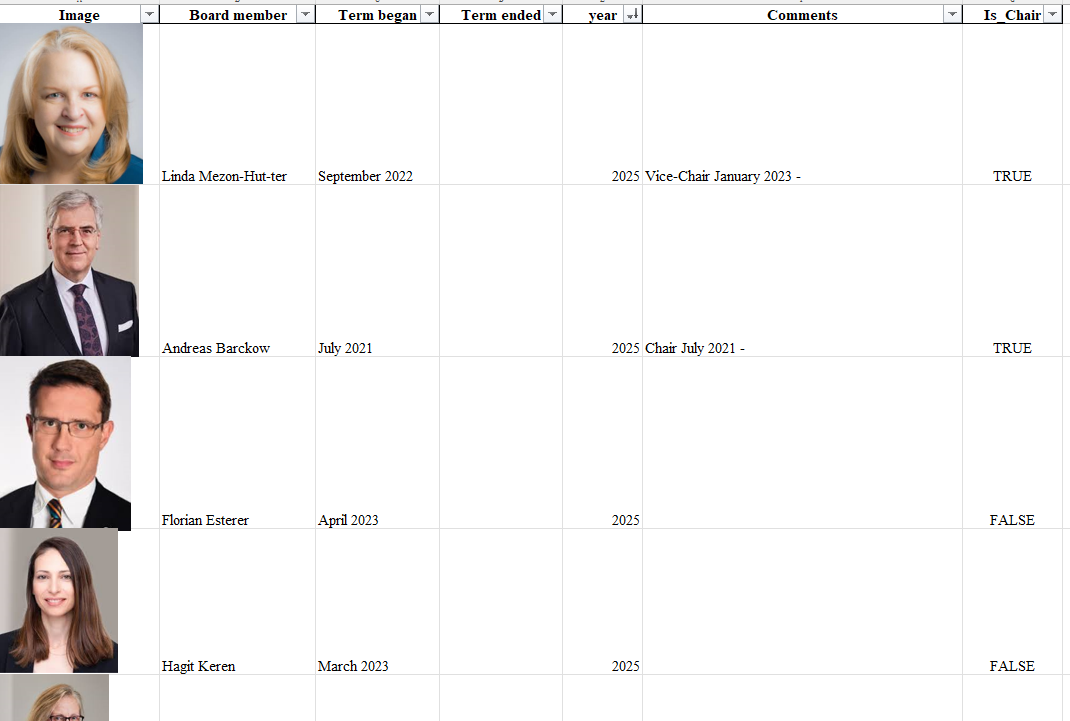 Image Board member Term began Term ended year Comments Is_Chair
Linda Mezon-Hut-ter September 2022 2025 Vice-Chair January 2023 - TRUE
Andreas Barckow July 2021 2025 Chair July 2021 - TRUE
Florian Esterer April 2023 2025 FALSE
Hagit Keren March 2023 2025 FALSE